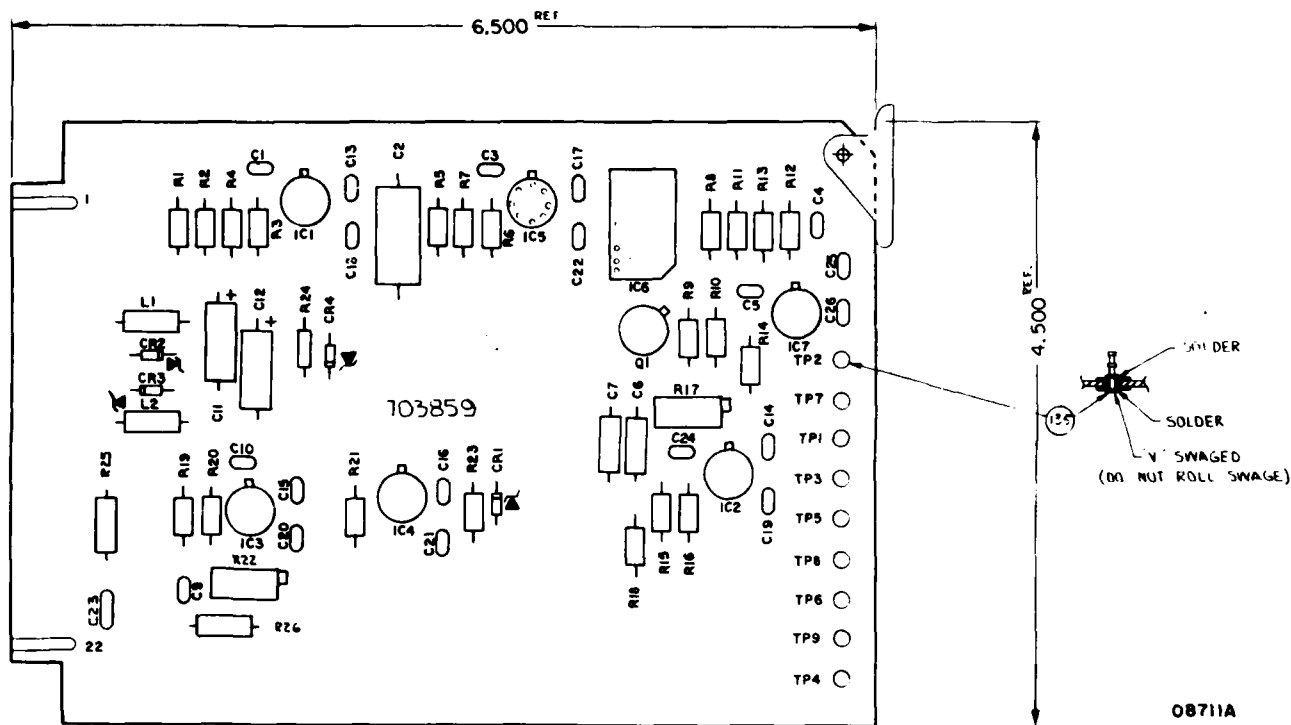 6.500 REF
C1
C13
C2
C3
C17
R1
R2
R4
R3
IC1
C18
R5
R7
R6
IC5
C22
IC6
R8
R11
R13
R12
C4
C25
1
L1
CR2
CR3
L2
C11
+
C12
+
R24
CR4
R9
R10
C5
C26
IC7
R14
4.500 REF.
TP2
TP7
TP1
TP3
TP5
TP8
TP6
TP9
TP4
703859
C7
C6
R17
C24
C14
IC2
C19
R15
R16
R18
R25
R19
R20
C10
C15
IC3
C20
R22
C9
R26
C23
22
R21
C16
IC4
C21
R23
CR1
135
SOLDER
SOLDER
'V' SWAGED
(DO NOT ROLL SWAGE)
08711A